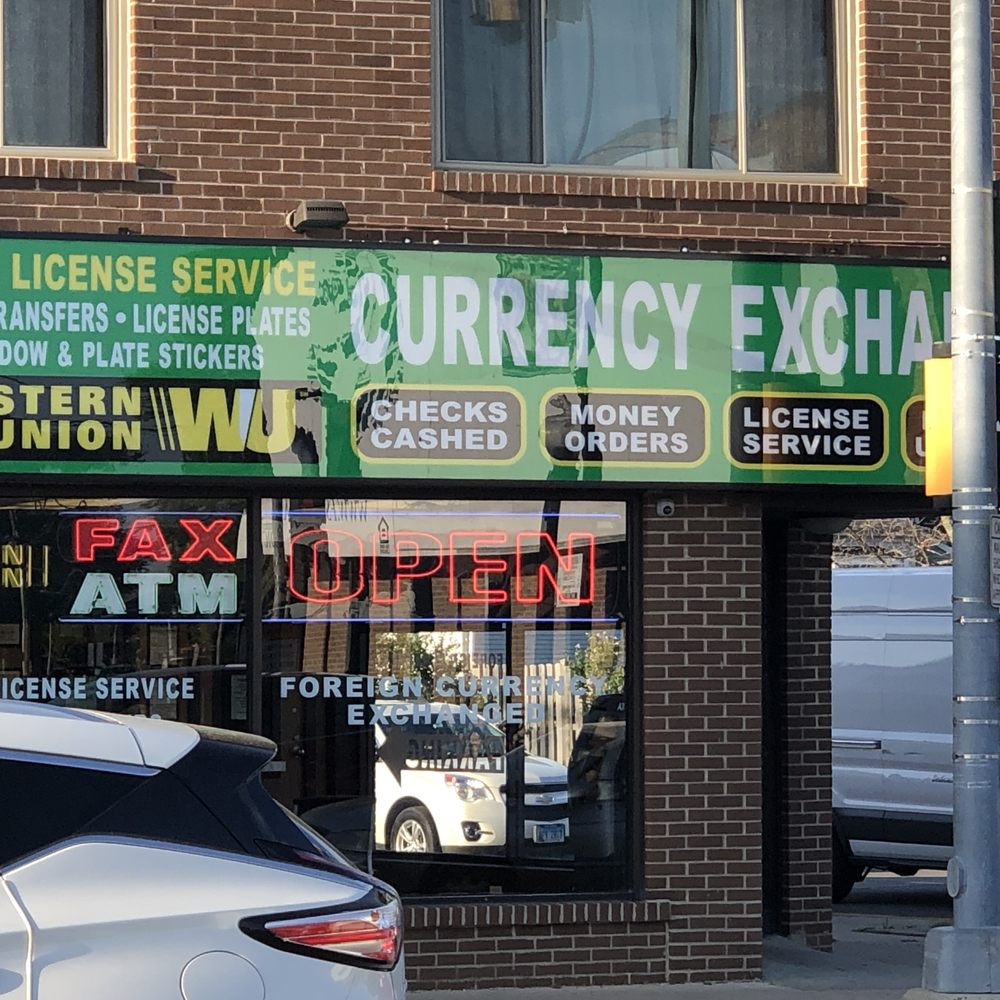 LICENSE SERVICE
RANSFERS • LICENSE PLATES
DOW & PLATE STICKERS
STERN
UNION
WU
CURRENCY EXCHA
CHECKS
CASHED
MONEY
ORDERS
LICENSE
SERVICE
FAX
ATM
OPEN
ICENSE SERVICE
FOREIGN CURRENCY
EXCHANGED
PARKING